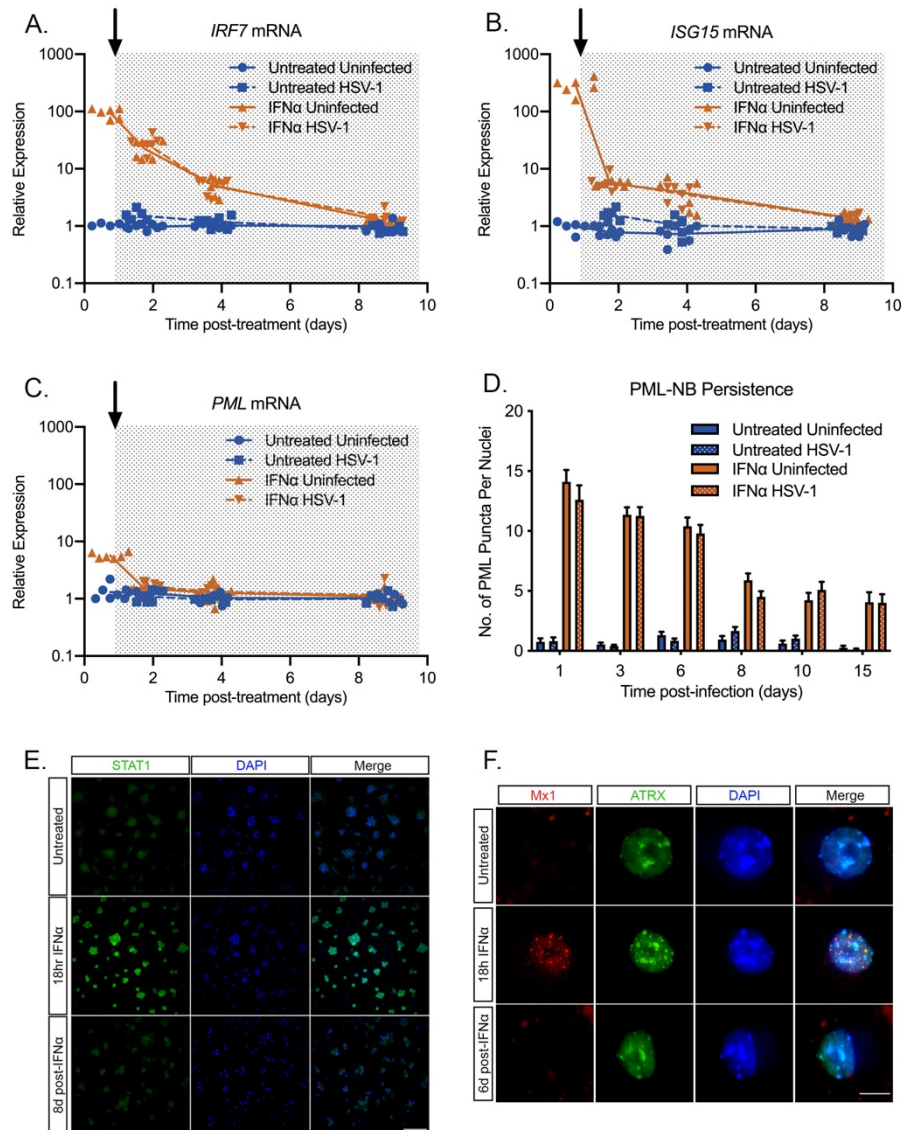 A.
IRF7 mRNA
Relative Expression
1000
100
10
1
0.1
Untreated Uninfected
Untreated HSV-1
IFNα Uninfected
IFNα HSV-1
0 2 4 6 8 10
Time post-treatment (days)
B.
ISG15 mRNA
Relative Expression
1000
100
10
1
0.1
Untreated Uninfected
Untreated HSV-1
IFNα Uninfected
IFNα HSV-1
0 2 4 6 8 10
Time post-treatment (days)
C.
PML mRNA
Relative Expression
1000
100
10
1
0.1
Untreated Uninfected
Untreated HSV-1
IFNα Uninfected
IFNα HSV-1
0 2 4 6 8 10
Time post-treatment (days)
D.
PML-NB Persistence
No. of PML Puncta Per Nuclei
20
15
10
5
0
Untreated Uninfected
Untreated HSV-1
IFNα Uninfected
IFNα HSV-1
1 3 6 8 10 15
Time post-infection (days)
E.
STAT1 DAPI Merge
Untreated
18hr IFNα
8d post-IFNα
F.
Mx1 ATRX DAPI Merge
Untreated
18h IFNα
6d post-IFNα